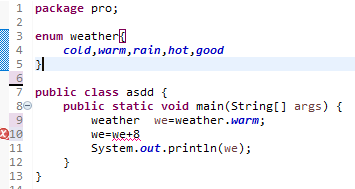 1 package pro;
2
3 enum weather{
4     cold,warm,rain,hot,good
5 }
6
7 public class asdd {
8     public static void main(String[] args) {
9         weather  we=weather.warm;
10         we=we+8
11         System.out.println(we);
12     }
13 }